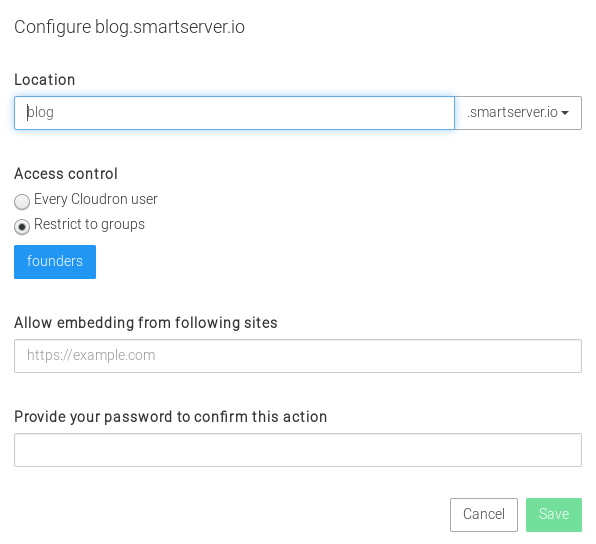 Configure blog.smartserver.io
Location
blog .smartserver.io
Access control
Every Cloudron user
Restrict to groups
founders
Allow embedding from following sites
https://example.com
Provide your password to confirm this action
Cancel Save